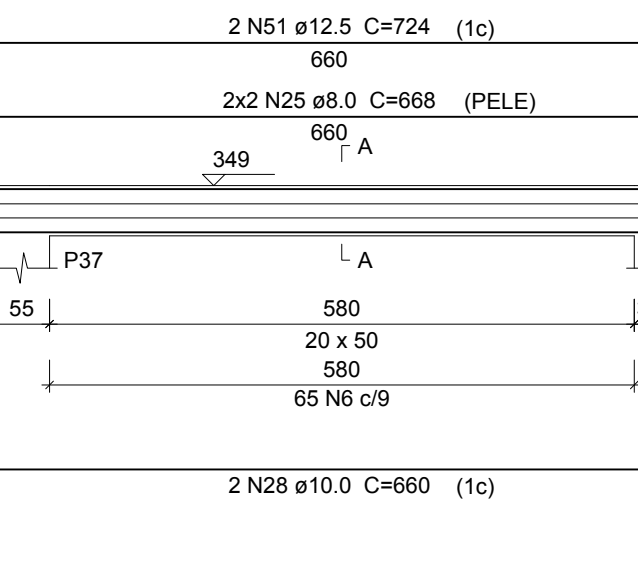 2 N51 ø12.5 C=724 (1c)
660
2x2 N25 ø8.0 C=668 (PELE)
660
A
349
P37
A
55
580
20 x 50
580
65 N6 c/9
2 N28 ø10.0 C=660 (1c)